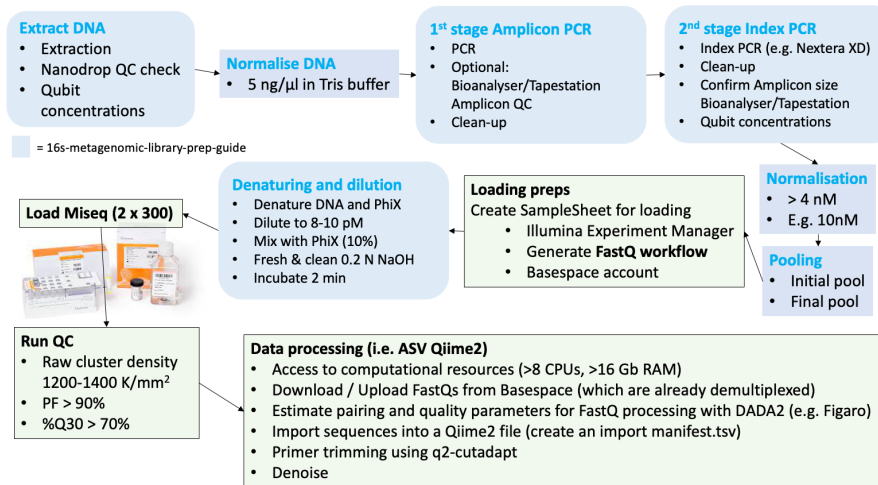 Extract DNA
• Extraction
• Nanodrop QC check
• Qubit
concentrations
Normalise DNA
• 5 ng/µl in Tris buffer
1st stage Amplicon PCR
• PCR
• Optional:
Bioanalyser/Tapestation
Amplicon QC
• Clean-up
2nd stage Index PCR
• Index PCR (e.g. Nextera XD)
• Clean-up
• Confirm Amplicon size
Bioanalyser/Tapestation
• Qubit concentrations
= 16s-metagenomic-library-prep-guide
Normalisation
• > 4 nM
• E.g. 10nM
Pooling
• Initial pool
• Final pool
Loading preps
Create SampleSheet for loading
• Illumina Experiment Manager
• Generate FastQ workflow
• Basespace account
Denaturing and dilution
• Denature DNA and PhiX
• Dilute to 8-10 pM
• Mix with PhiX (10%)
• Fresh & clean 0.2 N NaOH
• Incubate 2 min
Load Miseq (2 x 300)
Run QC
• Raw cluster density
1200-1400 K/mm2
• PF > 90%
• %Q30 > 70%
Data processing (i.e. ASV Qiime2)
• Access to computational resources (>8 CPUs, >16 Gb RAM)
• Download / Upload FastQs from Basespace (which are already demultiplexed)
• Estimate pairing and quality parameters for FastQ processing with DADA2 (e.g. Figaro)
• Import sequences into a Qiime2 file (create an import manifest.tsv)
• Primer trimming using q2-cutadapt
• Denoise